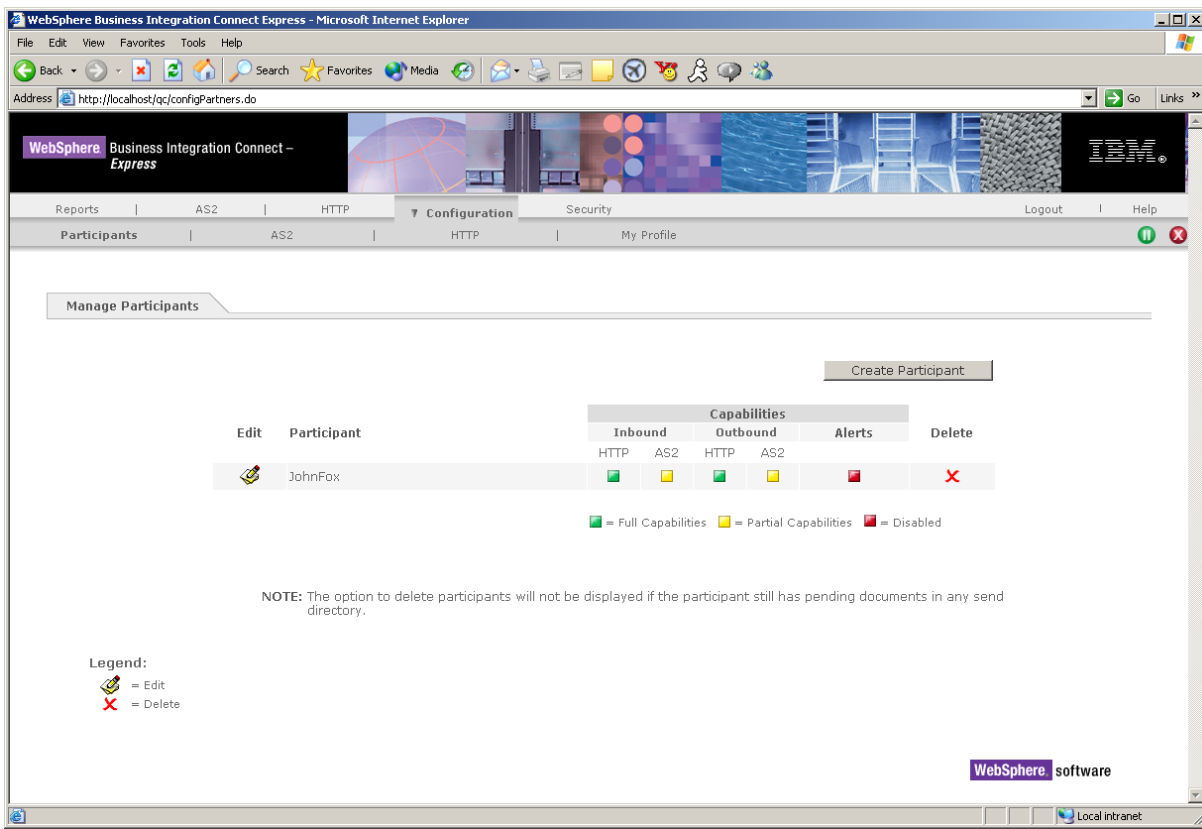 WebSphere Business Integration Connect Express - Microsoft Internet Explorer
File Edit View Favorites Tools Help
Back Search Favorites Media
Address http://localhost/qc/configPartners.do Go Links »
WebSphere. Business Integration Connect –
Express
IBM®
Reports | AS2 | HTTP Configuration Security Logout | Help
Participants | AS2 | HTTP | My Profile
Manage Participants
Create Participant
Capabilities
Edit Participant Inbound Outbound Alerts Delete
HTTP AS2 HTTP AS2
JohnFox
= Full Capabilities = Partial Capabilities = Disabled
NOTE: The option to delete participants will not be displayed if the participant still has pending documents in any send
directory.
Legend:
= Edit
= Delete
WebSphere. software
Local intranet